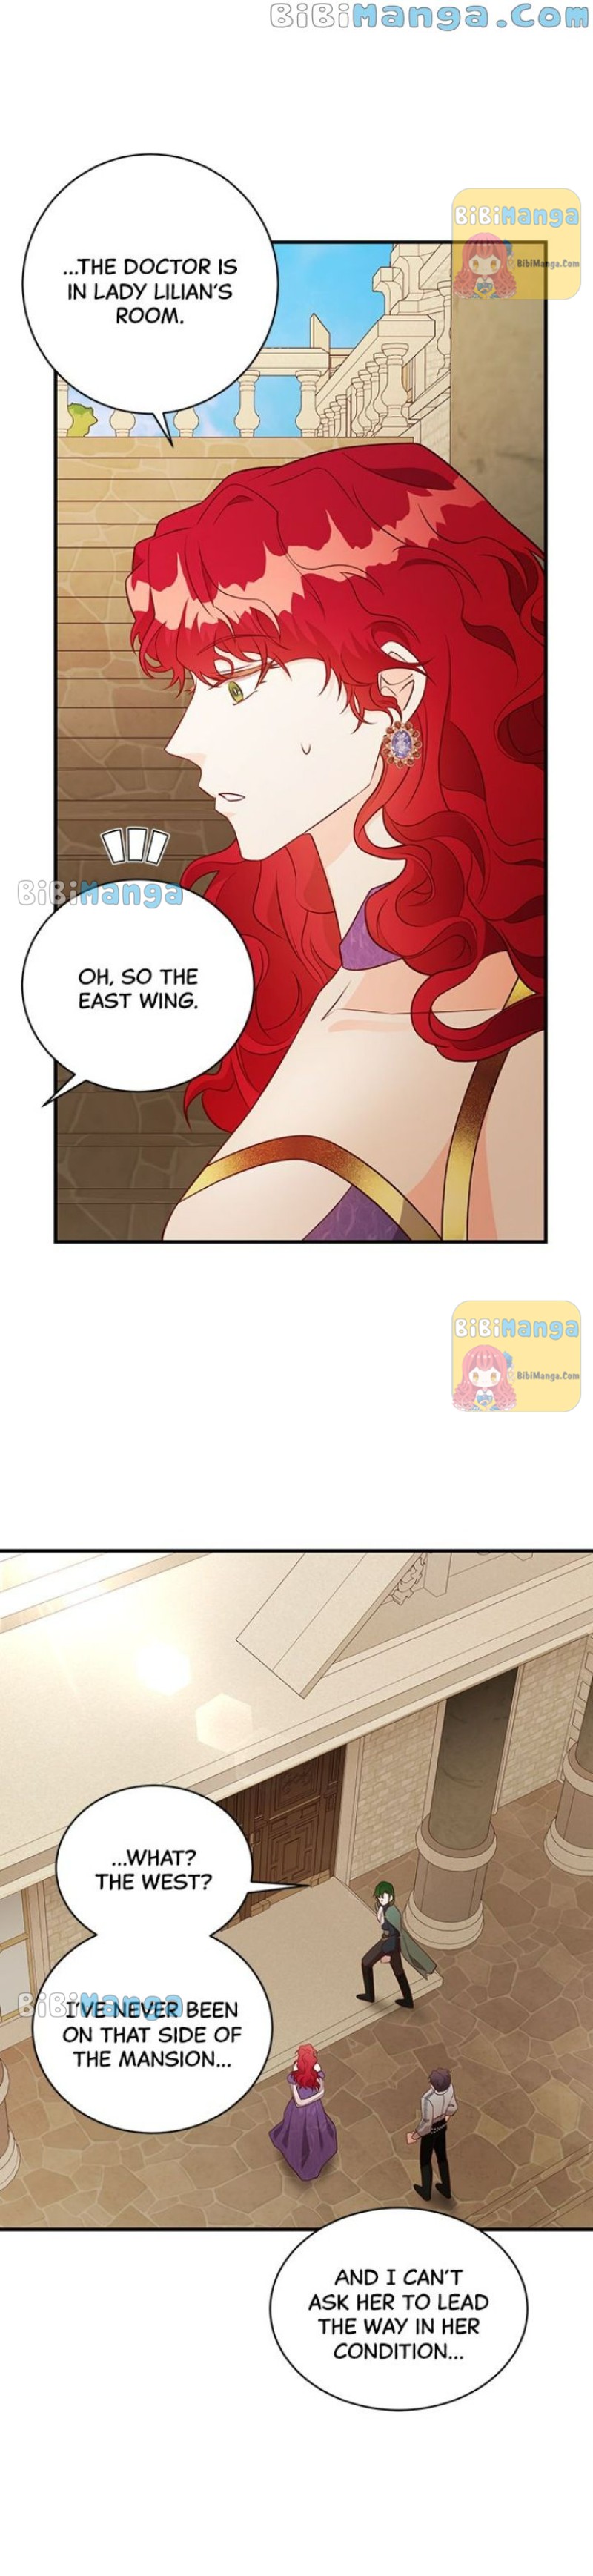 BiBiManga.Com
...THE DOCTOR IS
IN LADY LILIAN'S
ROOM.
BiBiManga
BibiManga.Com
BiBiManga
OH, SO THE
EAST WING.
BiBiManga
BibiManga.Com
...WHAT?
THE WEST?
BiBiManga
I'VE NEVER BEEN
ON THAT SIDE OF
THE MANSION...
AND I CAN'T
ASK HER TO LEAD
THE WAY IN HER
CONDITION...